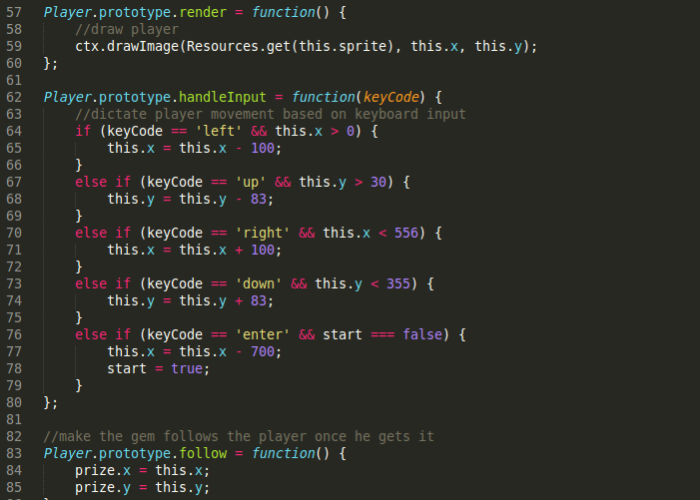 57 Player.prototype.render = function() {
58     //draw player
59     ctx.drawImage(Resources.get(this.sprite), this.x, this.y);
60 };
61
62 Player.prototype.handleInput = function(keyCode) {
63     //dictate player movement based on keyboard input
64     if (keyCode == 'left' && this.x > 0) {
65         this.x = this.x - 100;
66     }
67     else if (keyCode == 'up' && this.y > 30) {
68         this.y = this.y - 83;
69     }
70     else if (keyCode == 'right' && this.x < 556) {
71         this.x = this.x + 100;
72     }
73     else if (keyCode == 'down' && this.y < 355) {
74         this.y = this.y + 83;
75     }
76     else if (keyCode == 'enter' && start === false) {
77         this.x = this.x - 700;
78         start = true;
79     }
80 };
81
82 //make the gem follows the player once he gets it
83 Player.prototype.follow = function() {
84     prize.x = this.x;
85     prize.y = this.y;